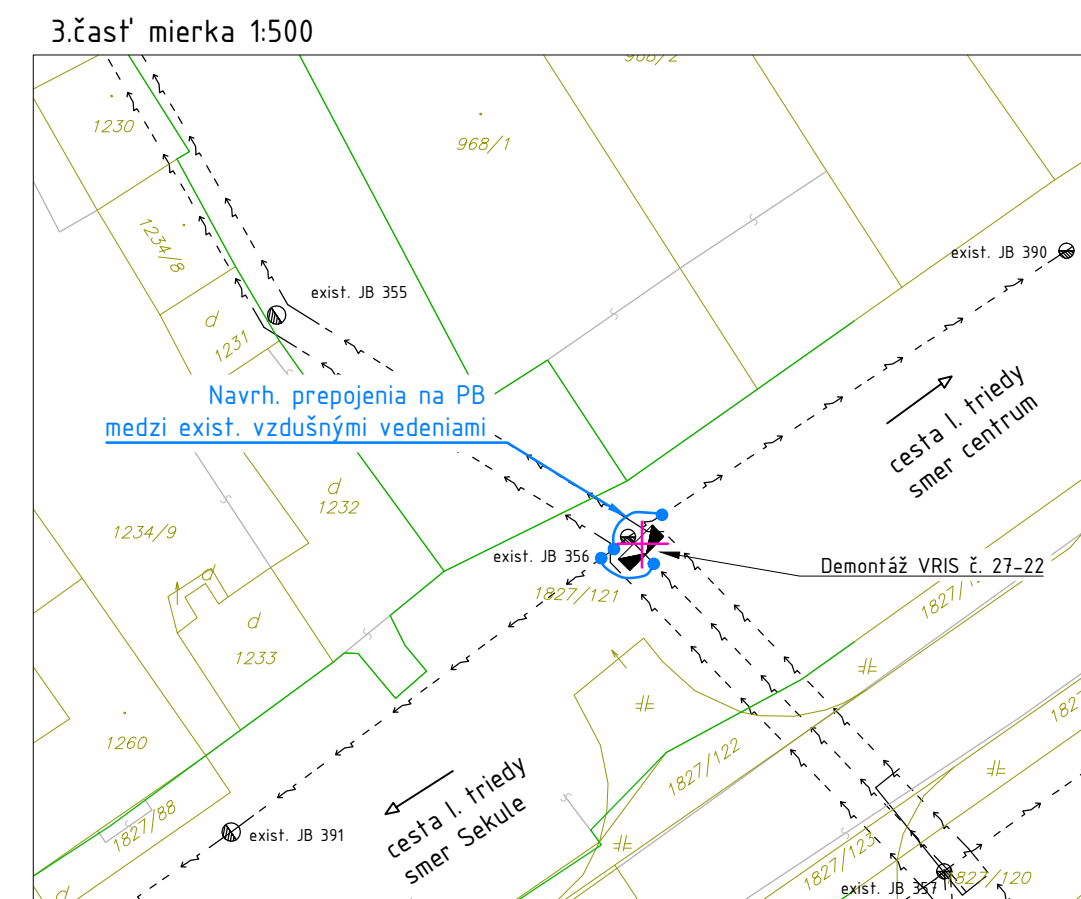 3.časť mierka 1:500
968/2
1230
968/1
1234/8
exist. JB 390
exist. JB 355
d
1231
Navrh. prepojenia na PB
medzi exist. vzdušnými vedeniami
cesta I. triedy
smer centrum
d
1232
1234/9
exist. JB 356
Demontáž VRIS č. 27-22
1827/121
d
d
1233
1260
1827/122
cesta I. triedy
smer Sekule
1827/88
exist. JB 391
1827/123
exist. JB 357
1827/120
d